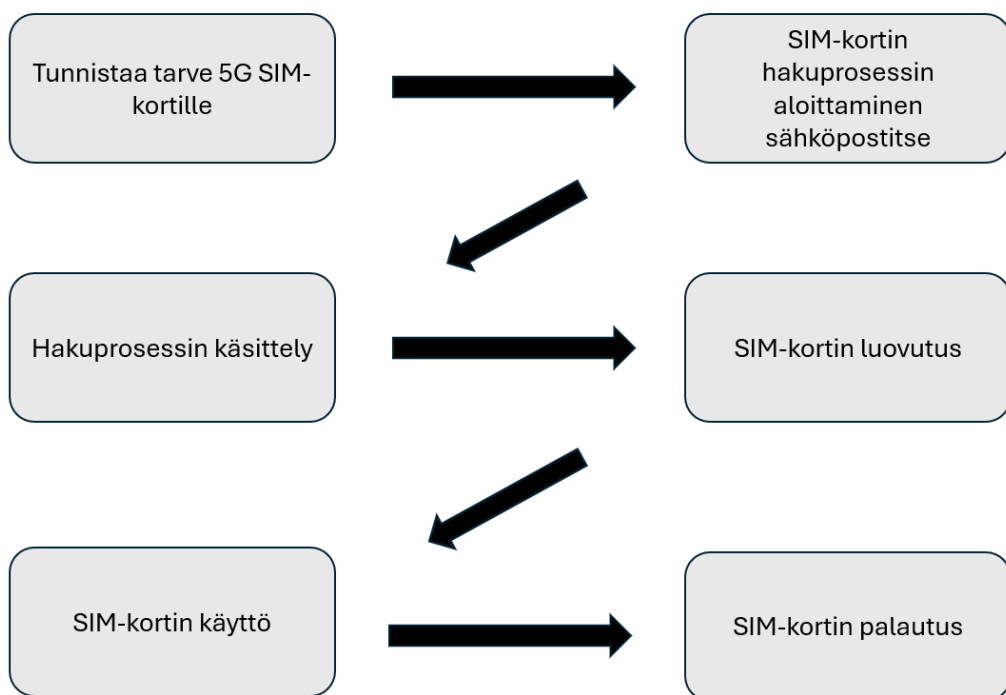 Tunnistaa tarve 5G SIM-
kortille
SIM-kortin
hakuprosessin
aloittaminen
sähköpostitse
Hakuprosessin käsittely
SIM-kortin luovutus
SIM-kortin käyttö
SIM-kortin palautus